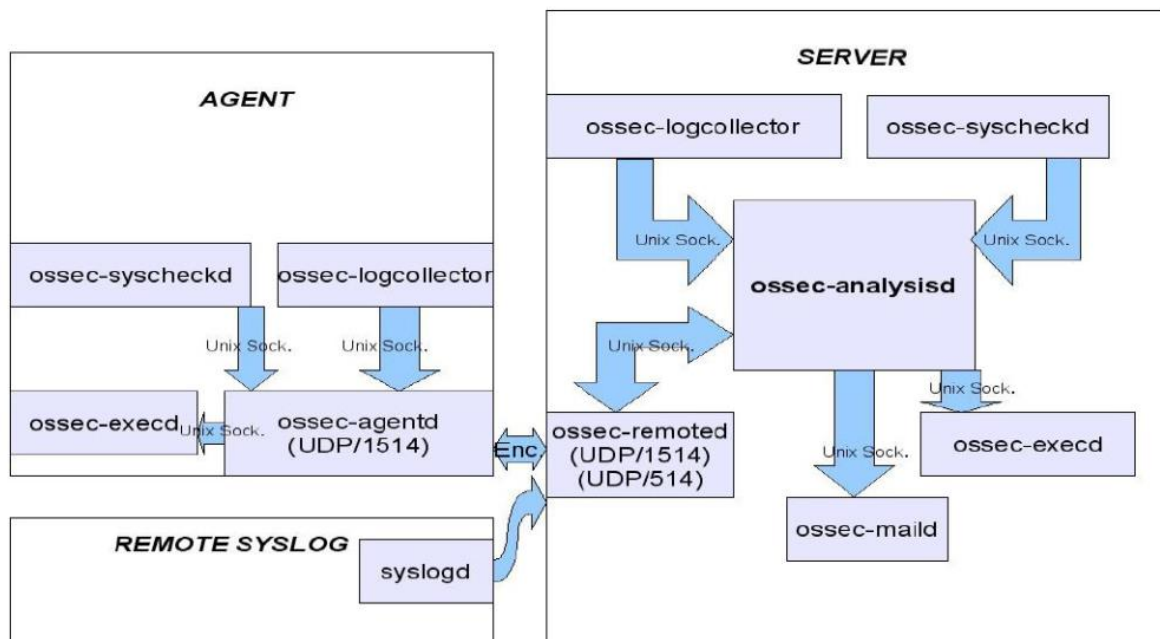 AGENT
ossec-syscheckd
ossec-logcollector
Unix Sock.
Unix Sock.
ossec-execd
Unix Sock.
ossec-agentd
(UDP/1514)
Enc
REMOTE SYSLOG
syslogd
SERVER
ossec-logcollector
ossec-syscheckd
Unix Sock.
Unix Sock.
ossec-analysisd
Unix Sock.
ossec-remoted
(UDP/1514)
(UDP/514)
Unix Sock.
Unix Sock.
ossec-execd
ossec-maild